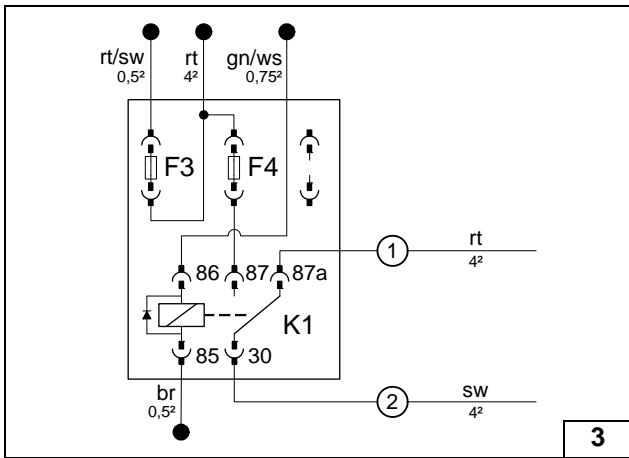 rt/sw rt gn/ws
0,5² 4² 0,75²
F3 F4
1 rt
4²
86 87 87a
K1
85 30
br
0,5²
2 sw
4²
3